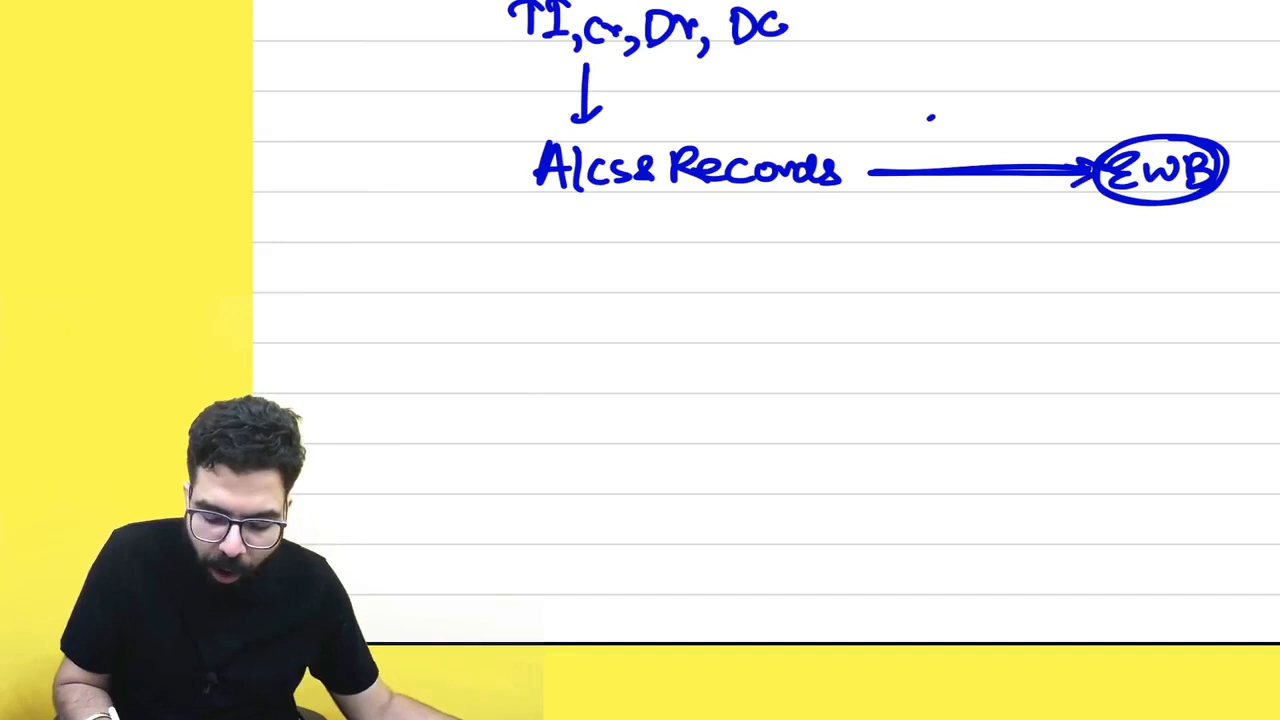 TI, Cr, Dr, DC
A/cs & Records → EWB